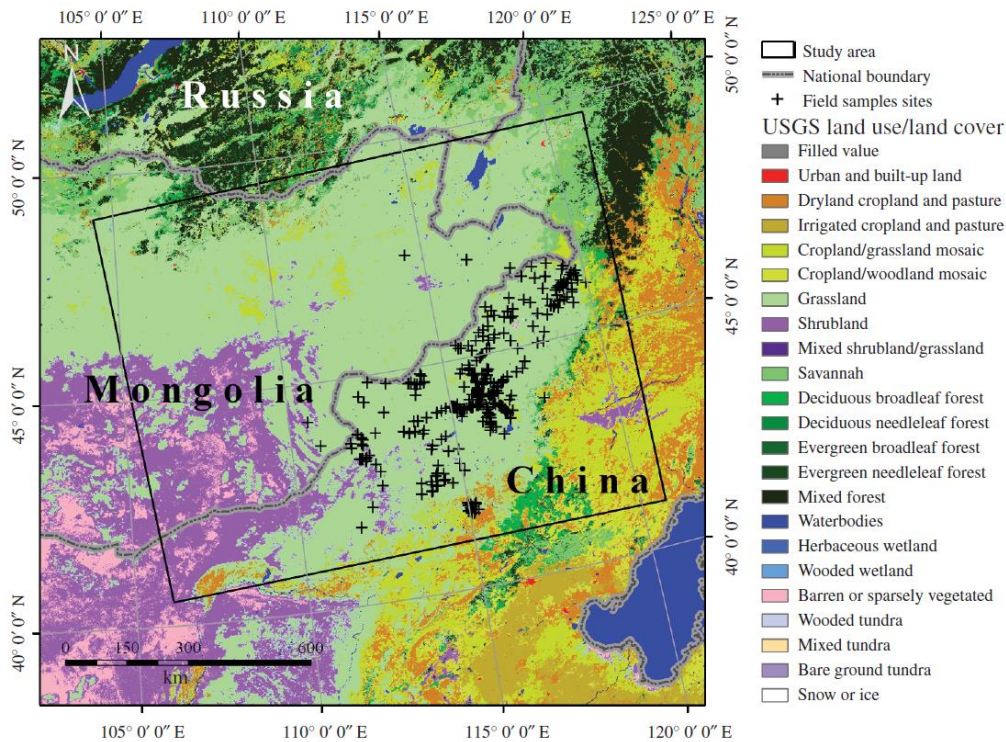 105° 0′ 0″ E 110° 0′ 0″ E 115° 0′ 0″ E 120° 0′ 0″ E 125° 0′ 0″ E
50° 0′ 0″ N
45° 0′ 0″ N
40° 0′ 0″ N
50° 0′ 0″ N
45° 0′ 0″ N
40° 0′ 0″ N
N
Russia
Mongolia
China
0 150 300 600
km
105° 0′ 0″ E 110° 0′ 0″ E 115° 0′ 0″ E 120° 0′ 0″ E
Study area
National boundary
Field samples sites
USGS land use/land cover
Filled value
Urban and built-up land
Dryland cropland and pasture
Irrigated cropland and pasture
Cropland/grassland mosaic
Cropland/woodland mosaic
Grassland
Shrubland
Mixed shrubland/grassland
Savannah
Deciduous broadleaf forest
Deciduous needleleaf forest
Evergreen broadleaf forest
Evergreen needleleaf forest
Mixed forest
Waterbodies
Herbaceous wetland
Wooded wetland
Barren or sparsely vegetated
Wooded tundra
Mixed tundra
Bare ground tundra
Snow or ice